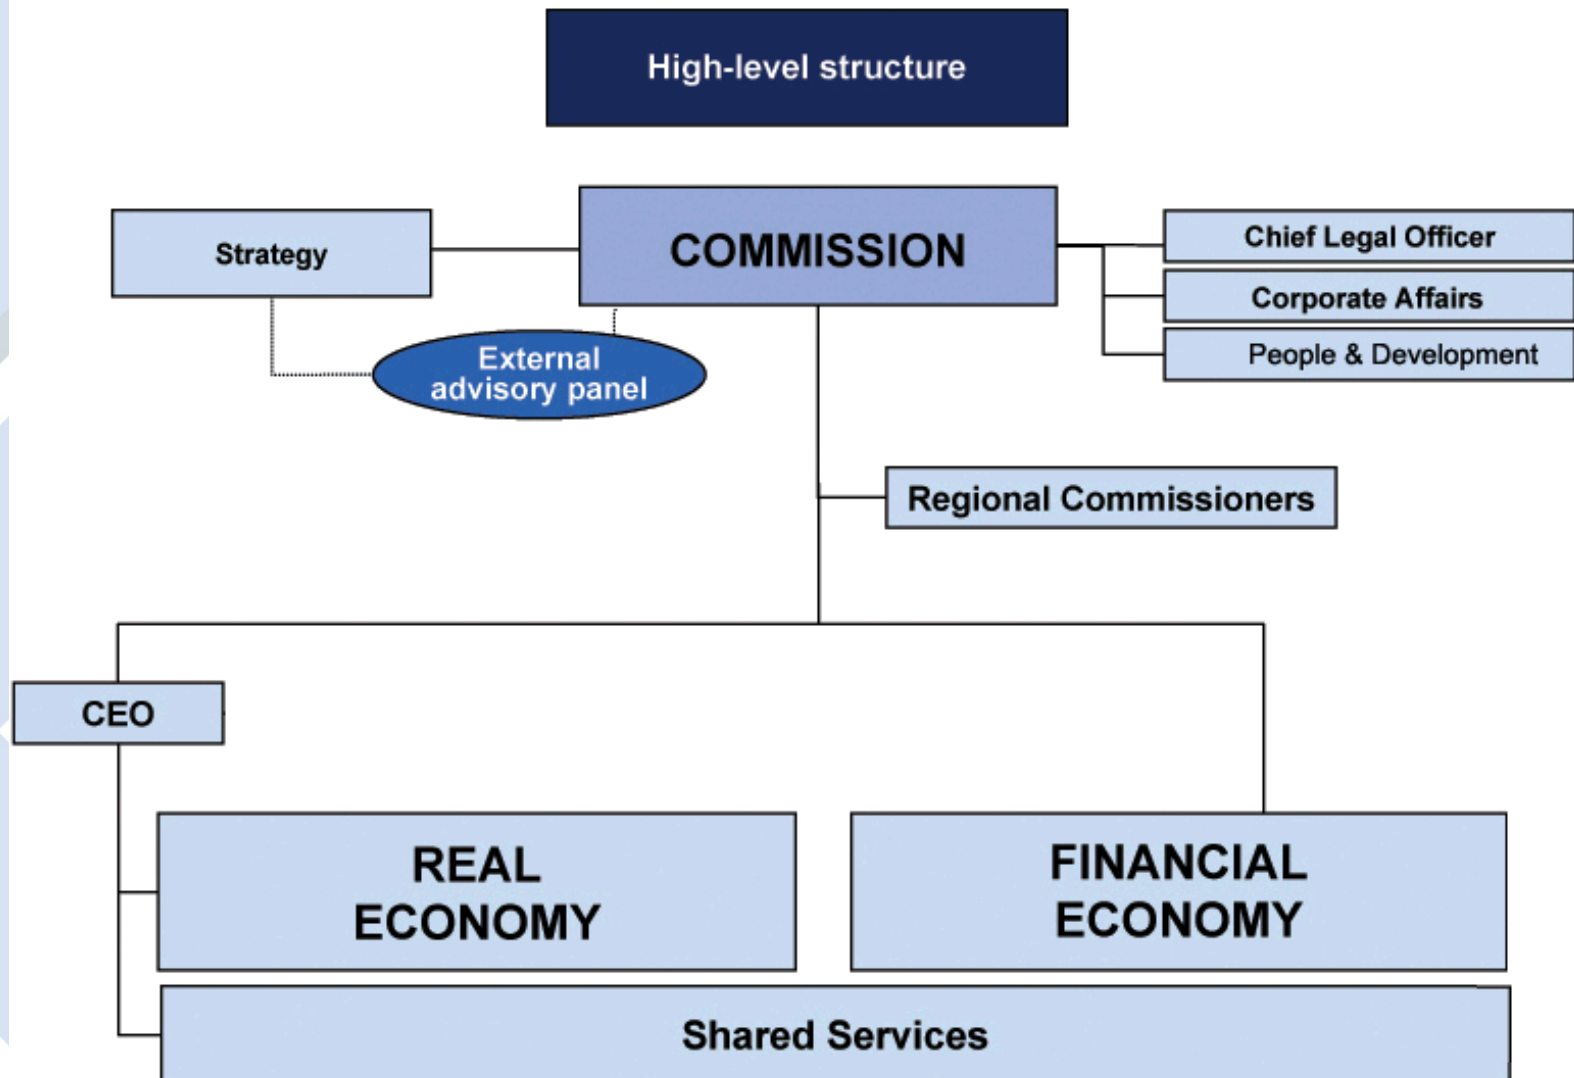 High-level structure
COMMISSION
Strategy
Chief Legal Officer
Corporate Affairs
People & Development
External
advisory panel
Regional Commissioners
CEO
REAL
ECONOMY
FINANCIAL
ECONOMY
Shared Services